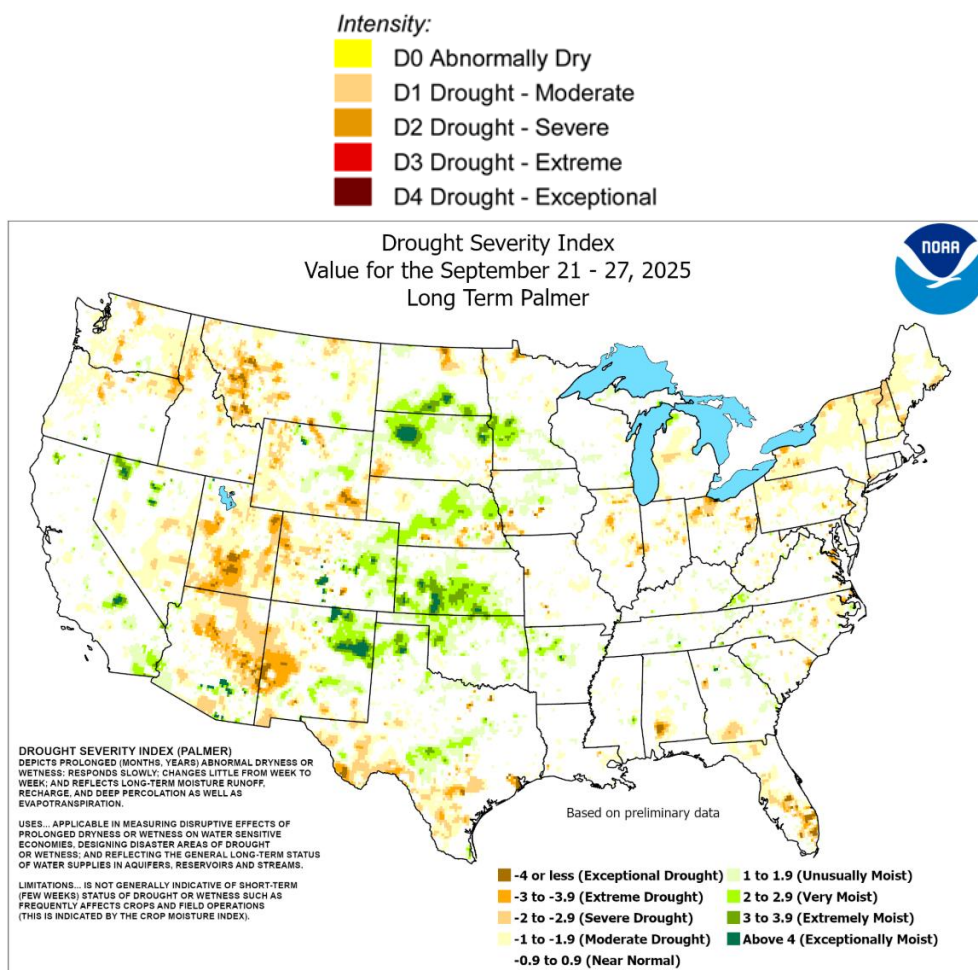 Intensity:
D0 Abnormally Dry
D1 Drought - Moderate
D2 Drought - Severe
D3 Drought - Extreme
D4 Drought - Exceptional
Drought Severity Index
Value for the September 21 - 27, 2025
Long Term Palmer
NOAA
DROUGHT SEVERITY INDEX (PALMER)
DEPICTS PROLONGED (MONTHS, YEARS) ABNORMAL DRYNESS OR
WETNESS; RESPONDS SLOWLY; CHANGES LITTLE FROM WEEK TO
WEEK; AND REFLECTS LONG-TERM MOISTURE RUNOFF,
RECHARGE, AND DEEP PERCOLATION AS WELL AS
EVAPOTRANSPIRATION.
USES... APPLICABLE IN MEASURING DISRUPTIVE EFFECTS OF
PROLONGED DRYNESS OR WETNESS ON WATER SENSITIVE
ECONOMIES, DESIGNING DISASTER AREAS OF DROUGHT
OR WETNESS; AND REFLECTING THE GENERAL LONG-TERM STATUS
OF WATER SUPPLIES IN AQUIFERS, RESERVOIRS AND STREAMS.
LIMITATIONS... IS NOT GENERALLY INDICATIVE OF SHORT-TERM
(FEW WEEKS) STATUS OF DROUGHT OR WETNESS SUCH AS
FREQUENTLY AFFECTS CROPS AND FIELD OPERATIONS
(THIS IS INDICATED BY THE CROP MOISTURE INDEX).
Based on preliminary data
-4 or less (Exceptional Drought)
-3 to -3.9 (Extreme Drought)
-2 to -2.9 (Severe Drought)
-1 to -1.9 (Moderate Drought)
-0.9 to 0.9 (Near Normal)
1 to 1.9 (Unusually Moist)
2 to 2.9 (Very Moist)
3 to 3.9 (Extremely Moist)
Above 4 (Exceptionally Moist)